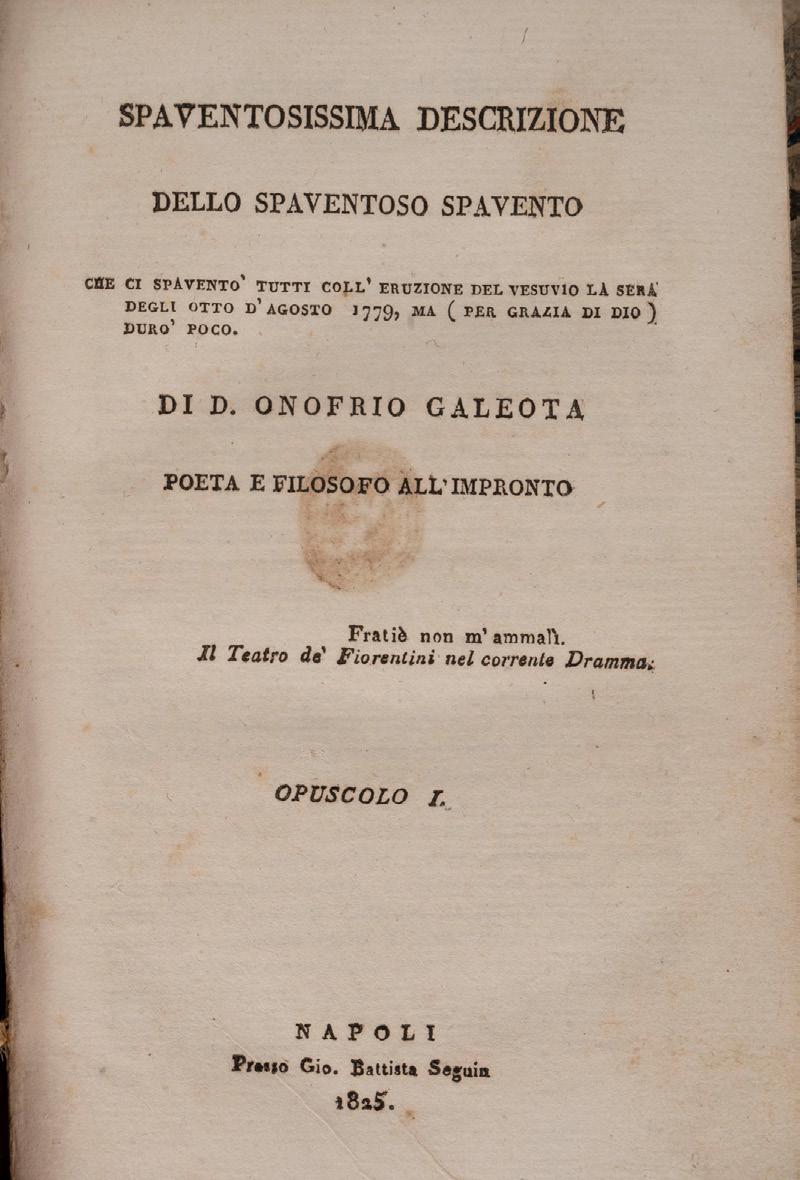 SPAVENTOSISSIMA DESCRIZIONE
DELLO SPAVENTOSO SPAVENTO
CHE CI SPAVENTO' TUTTI COLL' ERUZIONE DEL VESUVIO LA SERA
DEGLI OTTO D'AGOSTO 1779, MA ( PER GRAZIA DI DIO )
DURO' POCO.
DI D. ONOFRIO GALEOTA
POETA E FILOSOFO ALL'IMPRONTO
Fratiè non m' ammalì.
Il Teatro de' Fiorentini nel corrente Dramma.
OPUSCOLO I.
NAPOLI
Presso Gio. Battista Seguin
1825.